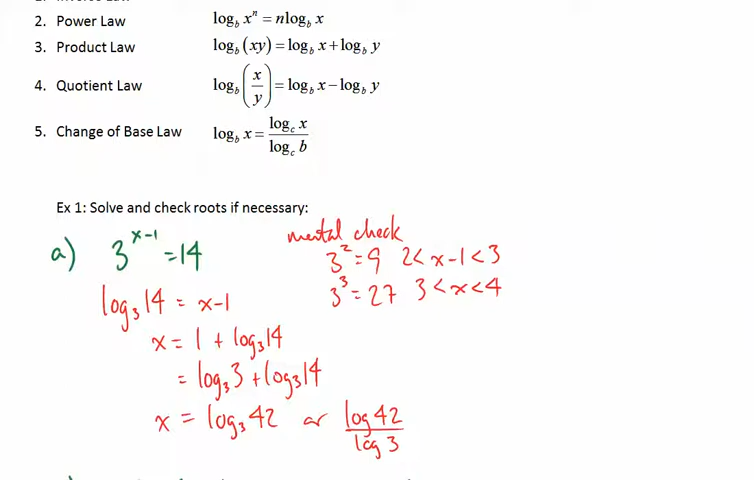 2. Power Law log_b x^n = n log_b x
3. Product Law log_b (xy) = log_b x + log_b y
4. Quotient Law log_b (x/y) = log_b x − log_b y
5. Change of Base Law log_b x = log_c x / log_c b
Ex 1: Solve and check roots if necessary:
a) 3^(x-1) = 14
mental check
3^2 = 9 2 < x-1 < 3
3^3 = 27 3 < x < 4
log_3 14 = x-1
x = 1 + log_3 14
= log_3 3 + log_3 14
x = log_3 42 or log 42 / log 3